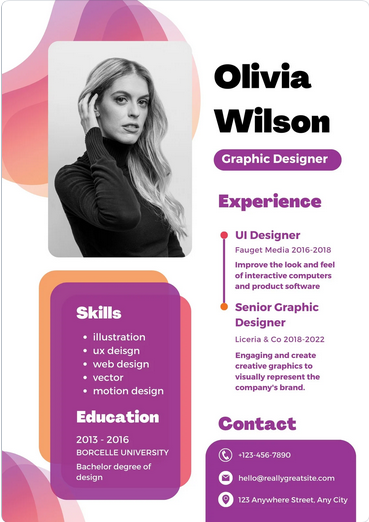 Olivia
Wilson
Graphic Designer
Experience
UI Designer
Fauget Media 2016-2018
Improve the look and feel
of interactive computers
and product software
Senior Graphic
Designer
Liceria & Co 2018-2022
Engaging and create
creative graphics to
visually represent the
company's brand.
Skills
illustration
ux deisgn
web design
vector
motion design
Education
2013 - 2016
BORCELLE UNIVERSITY
Bachelor degree of
design
Contact
+123-456-7890
hello@reallygreatsite.com
123 Anywhere Street, Any City